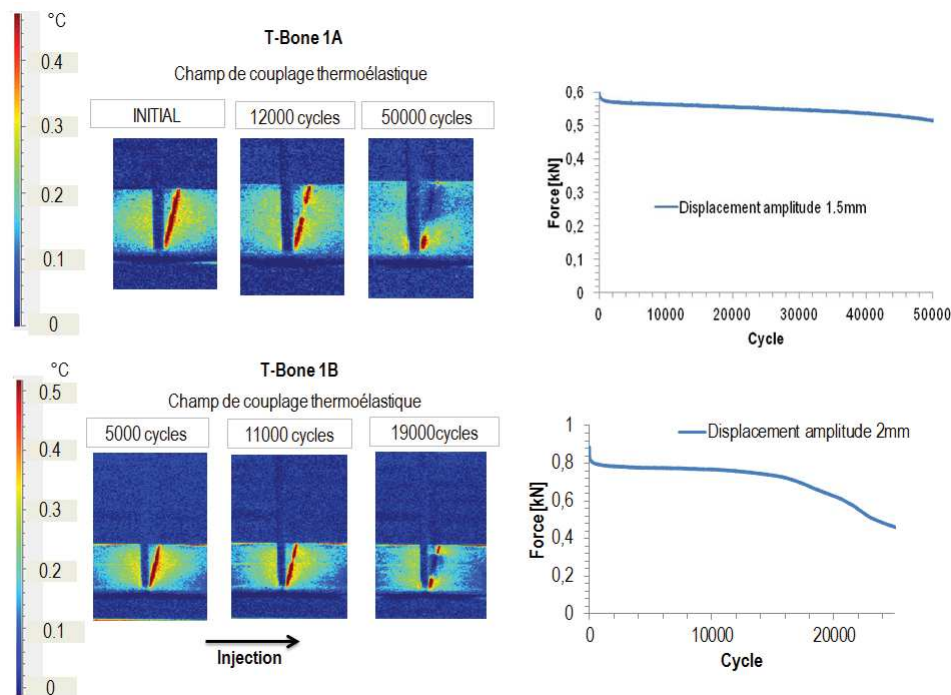 °C
0.4
0.3
0.2
0.1
0
T-Bone 1A
Champ de couplage thermoélastique
INITIAL
12000 cycles
50000 cycles
0,6
0,5
0,4
0,3
0,2
0,1
0
Force [kN]
Displacement amplitude 1.5mm
0 10000 20000 30000 40000 50000
Cycle
°C
0.5
0.4
0.3
0.2
0.1
0
T-Bone 1B
Champ de couplage thermoélastique
5000 cycles
11000 cycles
19000cycles
Injection
1
0,8
0,6
0,4
0,2
0
Force [kN]
Displacement amplitude 2mm
0 10000 20000
Cycle